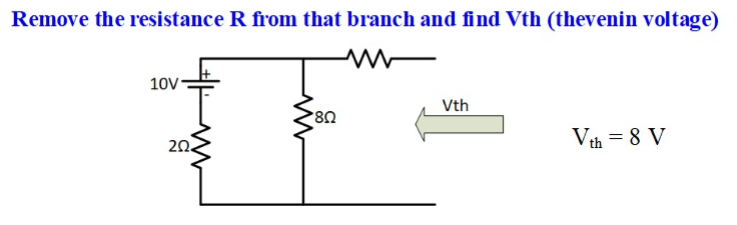 Remove the resistance R from that branch and find Vth (thevenin voltage)
10V
+
-
8Ω
2Ω
Vth
Vth = 8 V